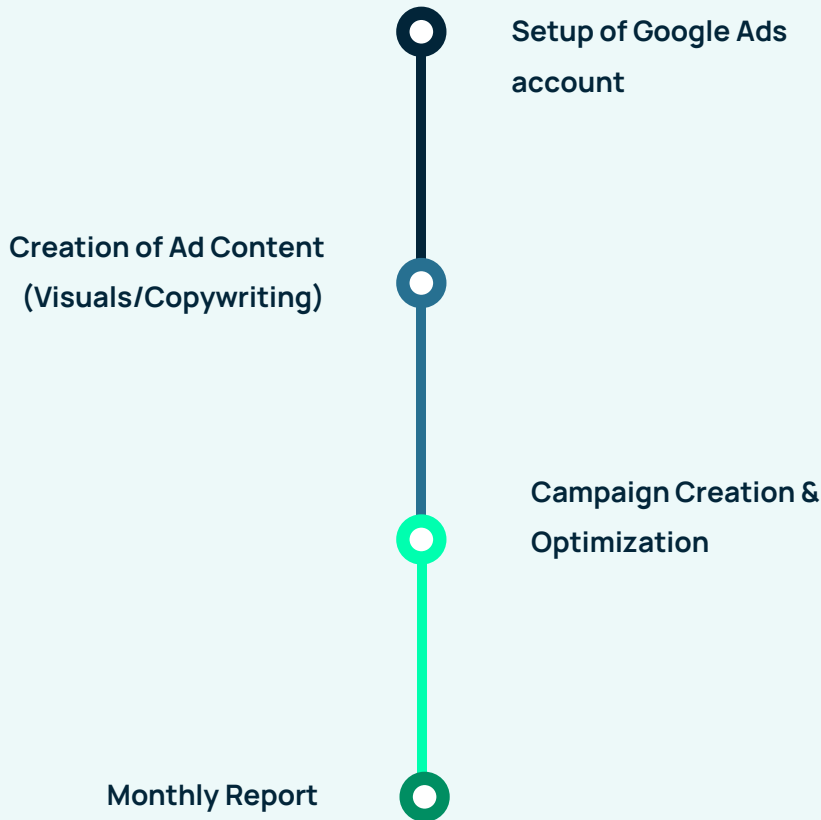 Setup of Google Ads
account
Creation of Ad Content
(Visuals/Copywriting)
Campaign Creation &
Optimization
Monthly Report